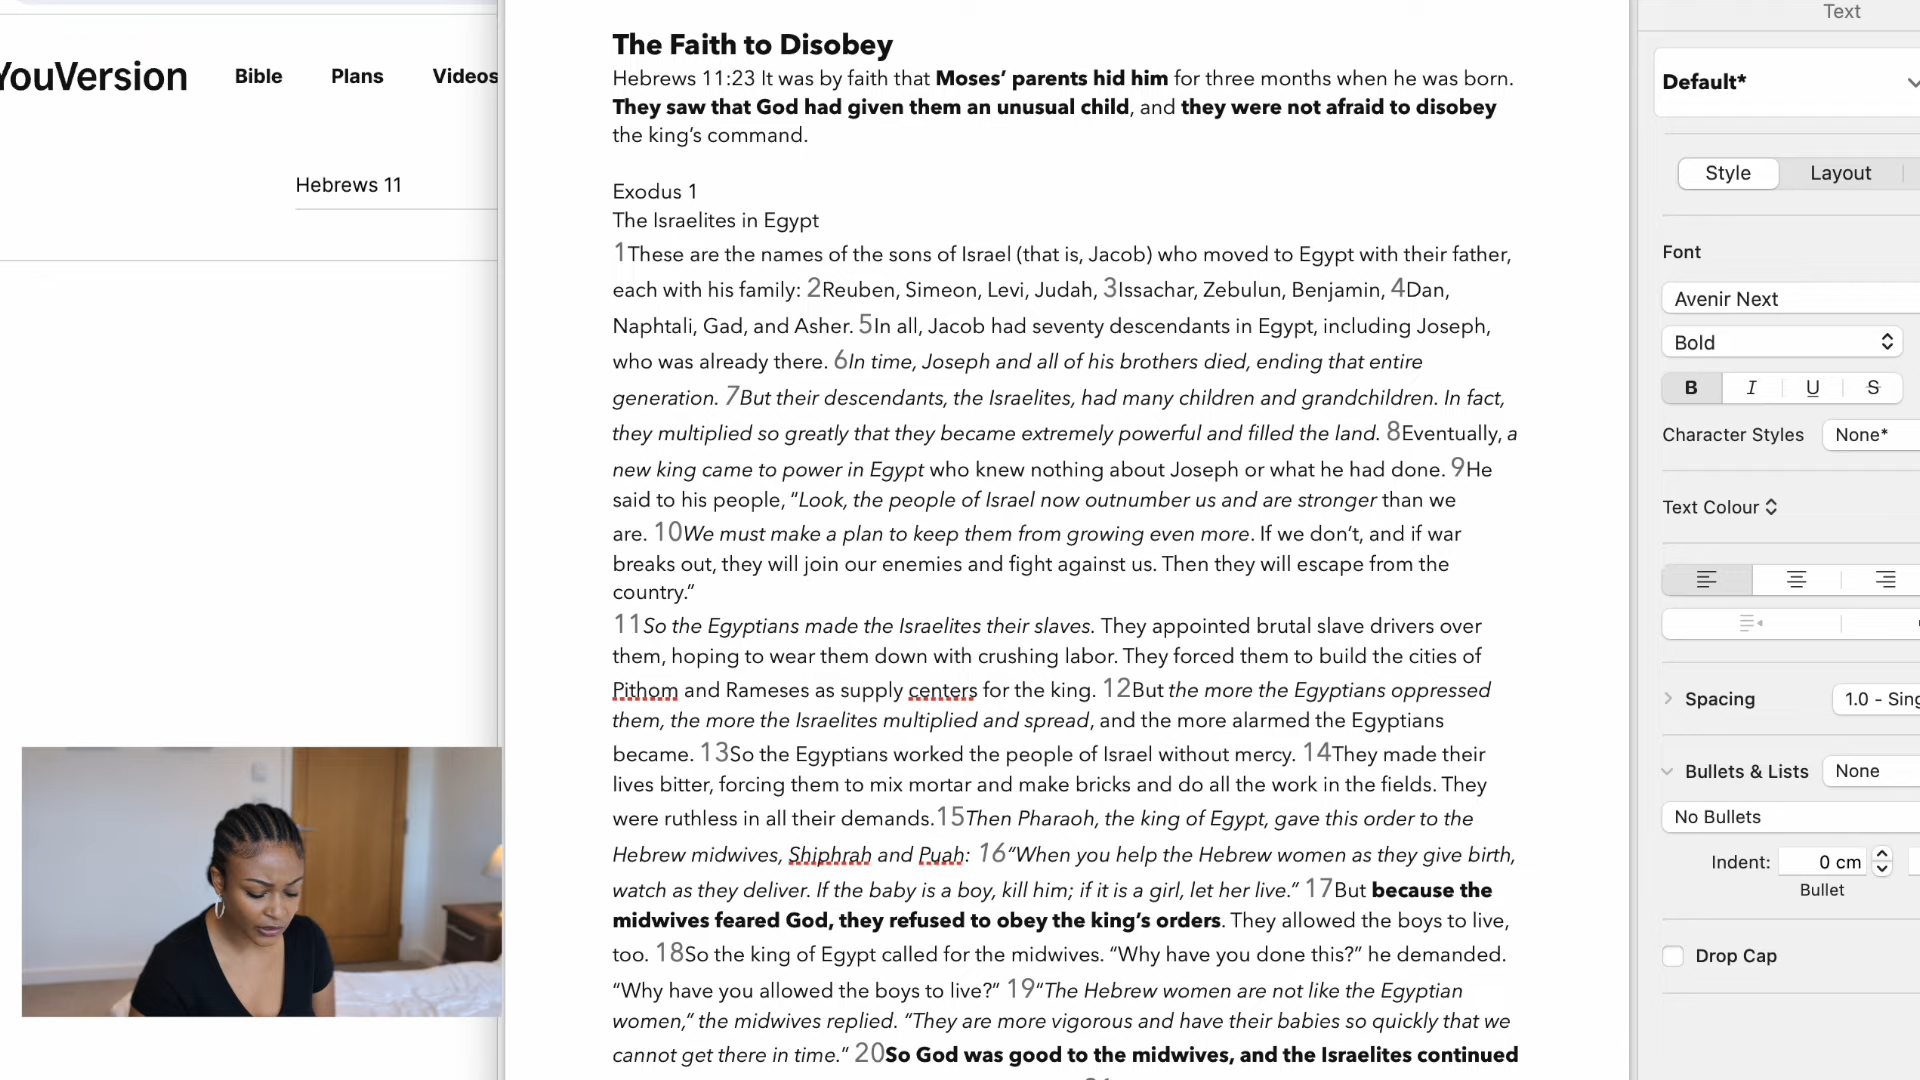 YouVersion
Bible
Plans
Videos
Hebrews 11
The Faith to Disobey
Hebrews 11:23 It was by faith that Moses’ parents hid him for three months when he was born.
They saw that God had given them an unusual child, and they were not afraid to disobey
the king’s command.
Exodus 1
The Israelites in Egypt
1These are the names of the sons of Israel (that is, Jacob) who moved to Egypt with their father,
each with his family: 2Reuben, Simeon, Levi, Judah, 3Issachar, Zebulun, Benjamin, 4Dan,
Naphtali, Gad, and Asher. 5In all, Jacob had seventy descendants in Egypt, including Joseph,
who was already there. 6In time, Joseph and all of his brothers died, ending that entire
generation. 7But their descendants, the Israelites, had many children and grandchildren. In fact,
they multiplied so greatly that they became extremely powerful and filled the land. 8Eventually, a
new king came to power in Egypt who knew nothing about Joseph or what he had done. 9He
said to his people, “Look, the people of Israel now outnumber us and are stronger than we
are. 10We must make a plan to keep them from growing even more. If we don’t, and if war
breaks out, they will join our enemies and fight against us. Then they will escape from the
country.“
11So the Egyptians made the Israelites their slaves. They appointed brutal slave drivers over
them, hoping to wear them down with crushing labor. They forced them to build the cities of
Pithom and Rameses as supply centers for the king. 12But the more the Egyptians oppressed
them, the more the Israelites multiplied and spread, and the more alarmed the Egyptians
became. 13So the Egyptians worked the people of Israel without mercy. 14They made their
lives bitter, forcing them to mix mortar and make bricks and do all the work in the fields. They
were ruthless in all their demands.15Then Pharaoh, the king of Egypt, gave this order to the
Hebrew midwives, Shiphrah and Puah: 16“When you help the Hebrew women as they give birth,
watch as they deliver. If the baby is a boy, kill him; if it is a girl, let her live.” 17But because the
midwives feared God, they refused to obey the king’s orders. They allowed the boys to live,
too. 18So the king of Egypt called for the midwives. “Why have you done this?” he demanded.
“Why have you allowed the boys to live?” 19“The Hebrew women are not like the Egyptian
women,” the midwives replied. “They are more vigorous and have their babies so quickly that we
cannot get there in time.” 20So God was good to the midwives, and the Israelites continued
Text
Default*
Style
Layout
Font
Avenir Next
Bold
B I U S
Character Styles
None*
Text Colour
Spacing
1.0 - Sing
Bullets & Lists
None
No Bullets
Indent:
0 cm
Bullet
Drop Cap